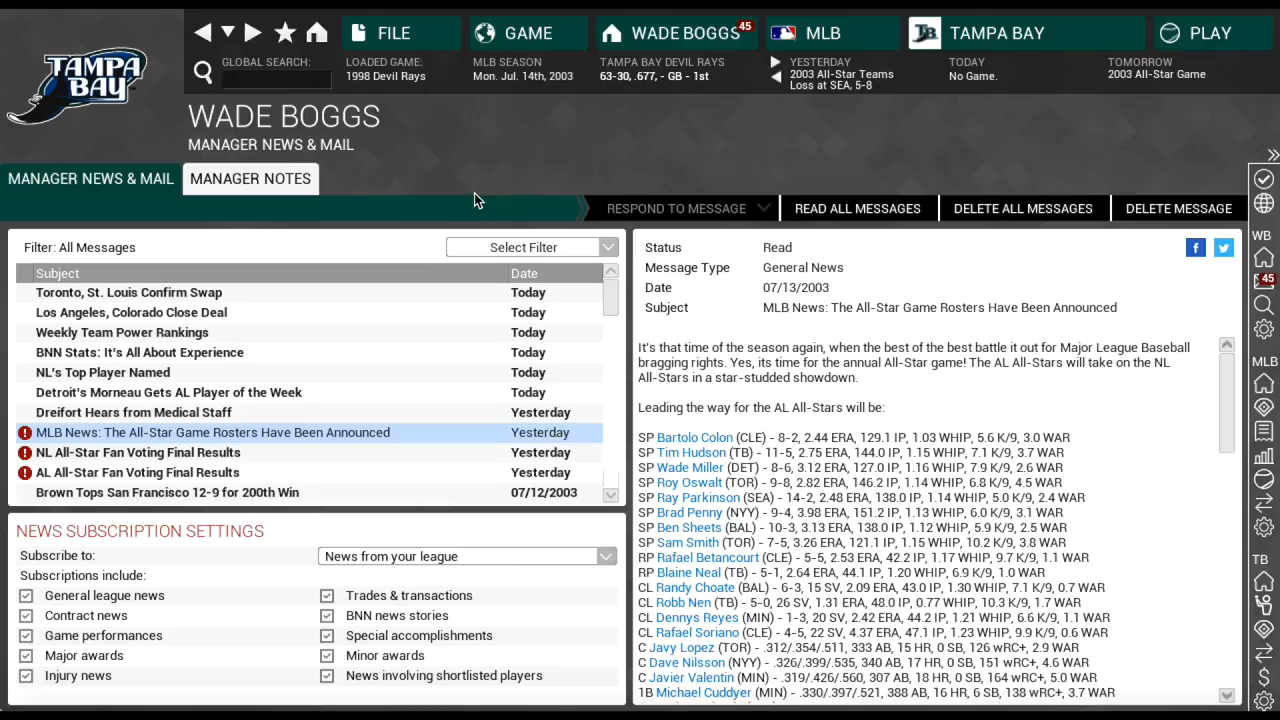 FILE
GAME
WADE BOGGS
45
MLB
TAMPA BAY
PLAY
GLOBAL SEARCH:
LOADED GAME:
1998 Devil Rays
MLB SEASON
Mon. Jul. 14th, 2003
TAMPA BAY DEVIL RAYS
63-30, .677, - GB - 1st
YESTERDAY
2003 All-Star Teams
Loss at SEA, 5-8
TODAY
No Game.
TOMORROW
2003 All-Star Game
TAMPA BAY
WADE BOGGS
MANAGER NEWS & MAIL
MANAGER NEWS & MAIL
MANAGER NOTES
RESPOND TO MESSAGE
READ ALL MESSAGES
DELETE ALL MESSAGES
DELETE MESSAGE
Filter: All Messages
Select Filter
Subject Date
Toronto, St. Louis Confirm Swap Today
Los Angeles, Colorado Close Deal Today
Weekly Team Power Rankings Today
BNN Stats: It's All About Experience Today
NL's Top Player Named Today
Detroit's Morneau Gets AL Player of the Week Today
Dreifort Hears from Medical Staff Yesterday
MLB News: The All-Star Game Rosters Have Been Announced Yesterday
NL All-Star Fan Voting Final Results Yesterday
AL All-Star Fan Voting Final Results Yesterday
Brown Tops San Francisco 12-9 for 200th Win 07/12/2003
NEWS SUBSCRIPTION SETTINGS
Subscribe to: News from your league
Subscriptions include:
General league news Trades & transactions
Contract news BNN news stories
Game performances Special accomplishments
Major awards Minor awards
Injury news News involving shortlisted players
Status Read
Message Type General News
Date 07/13/2003
Subject MLB News: The All-Star Game Rosters Have Been Announced
It's that time of the season again, when the best of the best battle it out for Major League Baseball
bragging rights. Yes, its time for the annual All-Star game! The AL All-Stars will take on the NL
All-Stars in a star-studded showdown.
Leading the way for the AL All-Stars will be:
SP Bartolo Colon (CLE) - 8-2, 2.44 ERA, 129.1 IP, 1.03 WHIP, 5.6 K/9, 3.0 WAR
SP Tim Hudson (TB) - 11-5, 2.75 ERA, 144.0 IP, 1.15 WHIP, 7.1 K/9, 3.7 WAR
SP Wade Miller (DET) - 8-6, 3.12 ERA, 127.0 IP, 1.16 WHIP, 7.9 K/9, 2.6 WAR
SP Roy Oswalt (TOR) - 9-8, 2.82 ERA, 146.2 IP, 1.14 WHIP, 6.8 K/9, 4.5 WAR
SP Ray Parkinson (SEA) - 14-2, 2.48 ERA, 138.0 IP, 1.14 WHIP, 5.0 K/9, 2.4 WAR
SP Brad Penny (NYY) - 9-4, 3.98 ERA, 151.2 IP, 1.13 WHIP, 6.0 K/9, 3.1 WAR
SP Ben Sheets (BAL) - 10-3, 3.13 ERA, 138.0 IP, 1.12 WHIP, 5.9 K/9, 2.5 WAR
SP Sam Smith (TOR) - 7-5, 3.26 ERA, 121.1 IP, 1.15 WHIP, 10.2 K/9, 3.8 WAR
RP Rafael Betancourt (CLE) - 5-5, 2.53 ERA, 42.2 IP, 1.17 WHIP, 9.7 K/9, 1.1 WAR
RP Blaine Neal (TB) - 5-1, 2.64 ERA, 44.1 IP, 1.20 WHIP, 6.9 K/9, 1.0 WAR
CL Randy Choate (BAL) - 6-3, 15 SV, 2.09 ERA, 43.0 IP, 1.30 WHIP, 7.1 K/9, 0.7 WAR
CL Robb Nen (TB) - 5-0, 26 SV, 1.31 ERA, 48.0 IP, 0.77 WHIP, 10.3 K/9, 1.7 WAR
CL Dennys Reyes (MIN) - 1-3, 20 SV, 2.42 ERA, 44.2 IP, 1.21 WHIP, 6.6 K/9, 1.1 WAR
CL Rafael Soriano (CLE) - 4-5, 22 SV, 4.37 ERA, 47.1 IP, 1.23 WHIP, 9.9 K/9, 0.6 WAR
C Javy Lopez (TOR) - .312/.354/.511, 333 AB, 15 HR, 0 SB, 126 wRC+, 2.9 WAR
C Dave Nilsson (NYY) - .326/.399/.535, 340 AB, 17 HR, 0 SB, 151 wRC+, 4.6 WAR
C Javier Valentin (MIN) - .319/.426/.560, 307 AB, 18 HR, 0 SB, 164 wRC+, 5.0 WAR
1B Michael Cuddyer (MIN) - .330/.397/.521, 388 AB, 16 HR, 6 SB, 138 wRC+, 3.7 WAR
WB
45
MLB
TB